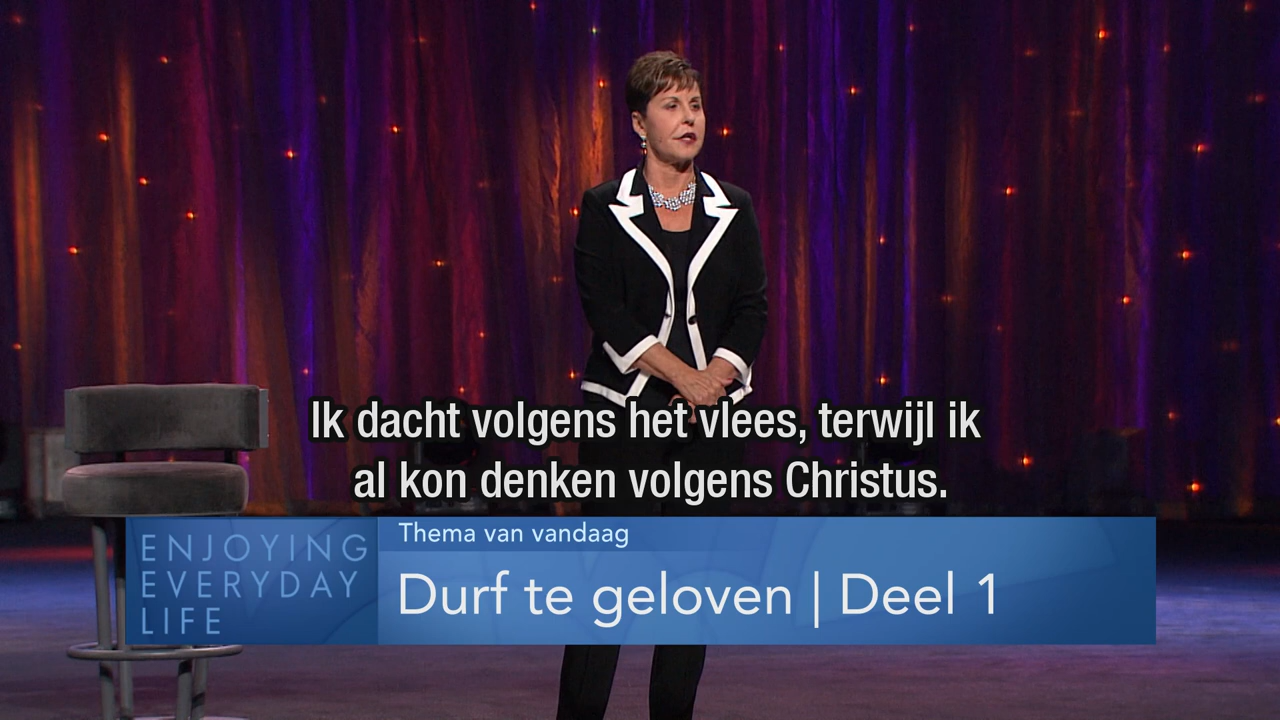 Ik dacht volgens het vlees, terwijl ik
al kon denken volgens Christus.
Thema van vandaag
ENJOYING
EVERYDAY
LIFE
Durf te geloven | Deel 1